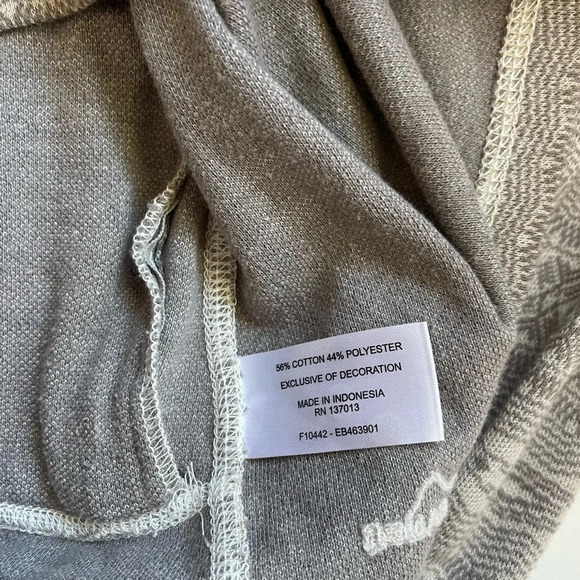 56% COTTON 44% POLYESTER
EXCLUSIVE OF DECORATION
MADE IN INDONESIA
RN 137013
F10442 - EB463901